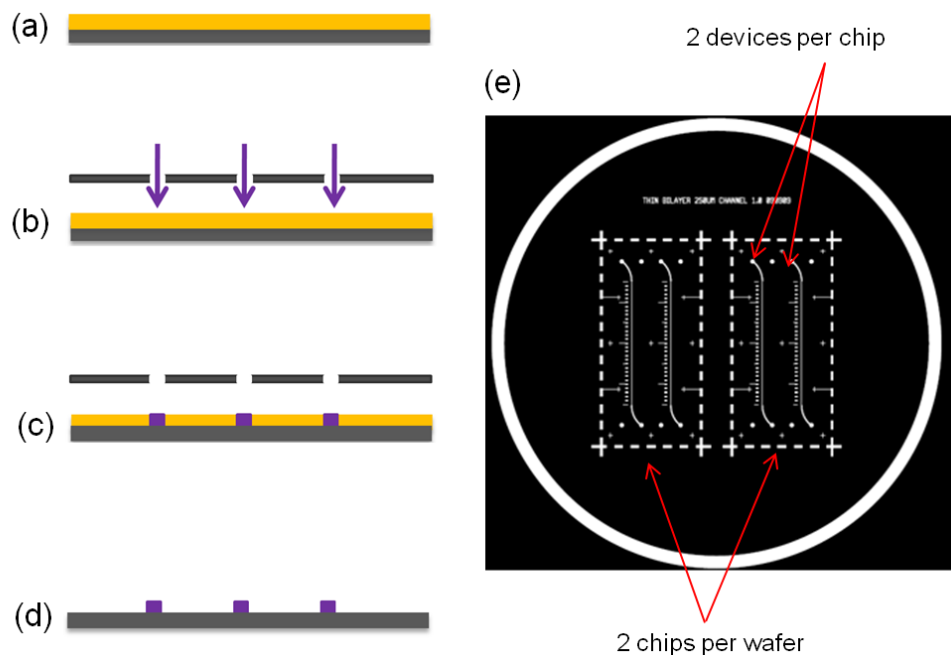 (a)
(b)
(c)
(d)
(e)
2 devices per chip
THIN BILAYER 250UM CHANNEL 1.0
2 chips per wafer